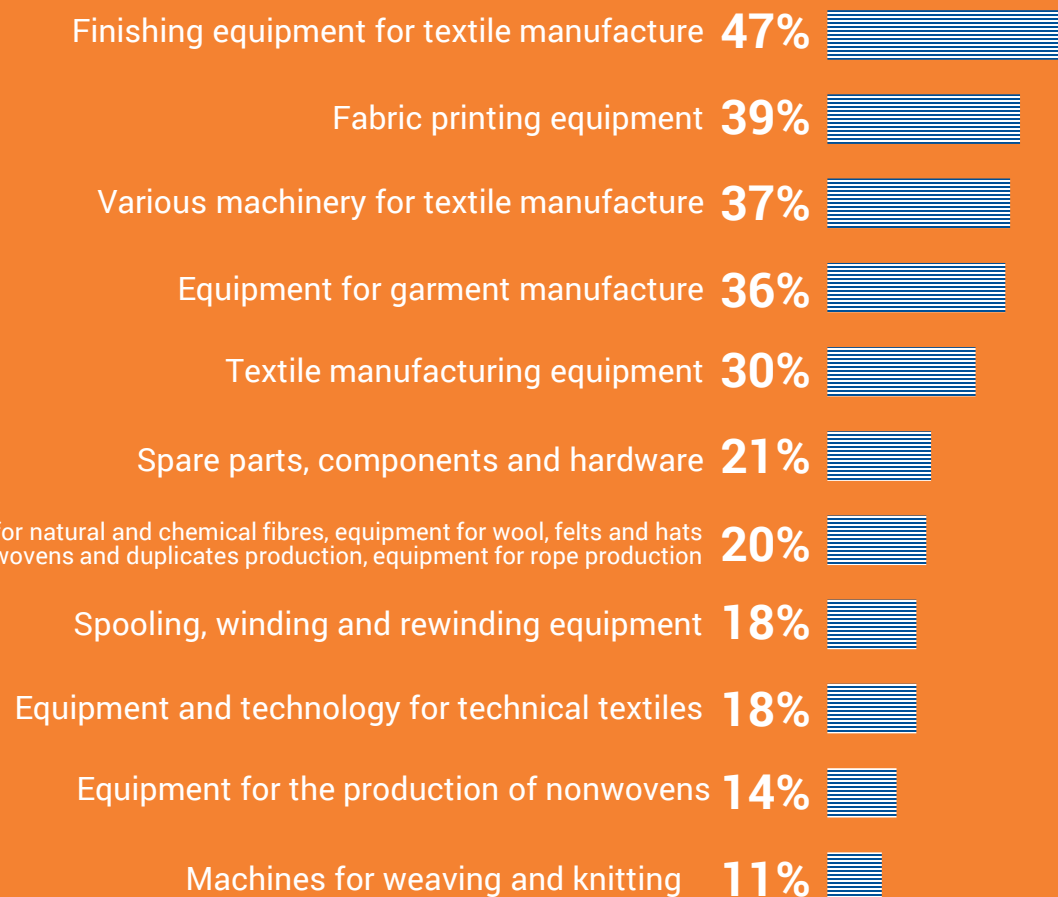 Finishing equipment for textile manufacture 47%
Fabric printing equipment 39%
Various machinery for textile manufacture 37%
Equipment for garment manufacture 36%
Textile manufacturing equipment 30%
Spare parts, components and hardware 21%
for natural and chemical fibres, equipment for wool, felts and hats
wovens and duplicates production, equipment for rope production 20%
Spooling, winding and rewinding equipment 18%
Equipment and technology for technical textiles 18%
Equipment for the production of nonwovens 14%
Machines for weaving and knitting 11%